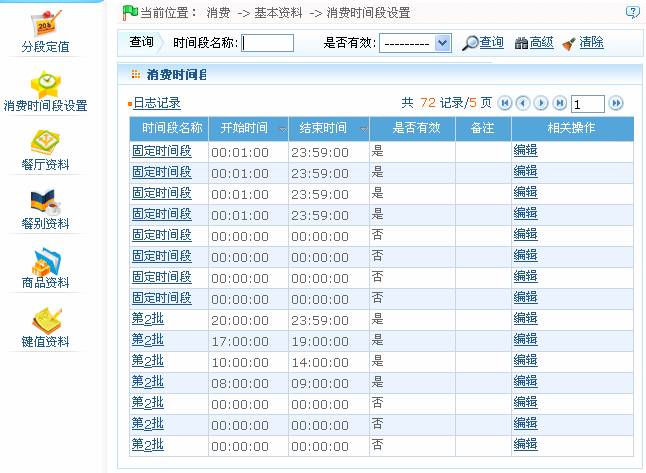 当前位置： 消费 -> 基本资料 -> 消费时间段设置
查询 时间段名称: 是否有效: --------- 查询 高级 清除
分段定值
消费时间段设置
餐厅资料
餐别资料
商品资料
键值资料
消费时间段
日志记录 共 72 记录/5 页 1
时间段名称 开始时间 结束时间 是否有效 备注 相关操作
固定时间段 00:01:00 23:59:00 是 编辑
固定时间段 00:01:00 23:59:00 是 编辑
固定时间段 00:01:00 23:59:00 是 编辑
固定时间段 00:01:00 23:59:00 是 编辑
固定时间段 00:00:00 00:00:00 否 编辑
固定时间段 00:00:00 00:00:00 否 编辑
固定时间段 00:00:00 00:00:00 否 编辑
固定时间段 00:00:00 00:00:00 否 编辑
第2批 20:00:00 23:59:00 是 编辑
第2批 17:00:00 19:00:00 是 编辑
第2批 10:00:00 14:00:00 是 编辑
第2批 08:00:00 09:00:00 是 编辑
第2批 00:00:00 00:00:00 否 编辑
第2批 00:00:00 00:00:00 否 编辑
第2批 00:00:00 00:00:00 否 编辑